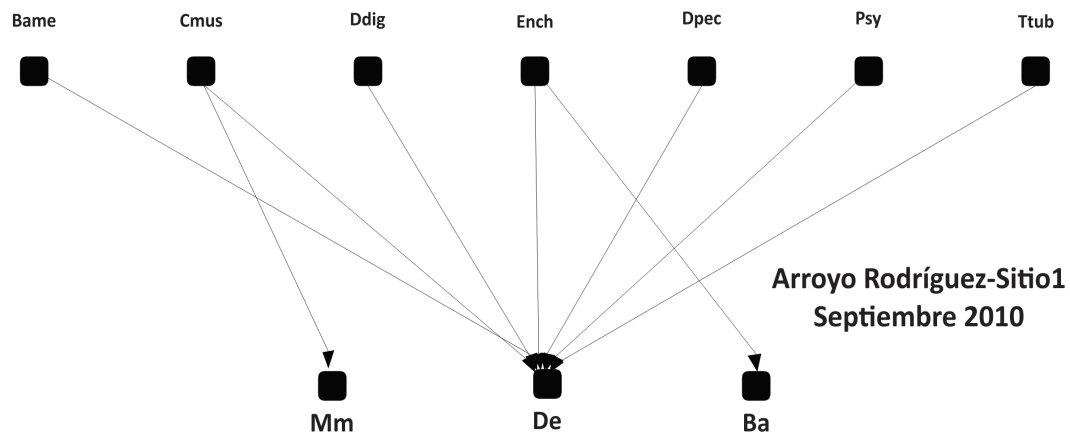 Bame Cmus Ddig Ench Dpec Psy Ttub
Arroyo Rodríguez-Sitio1
Septiembre 2010
Mm De Ba